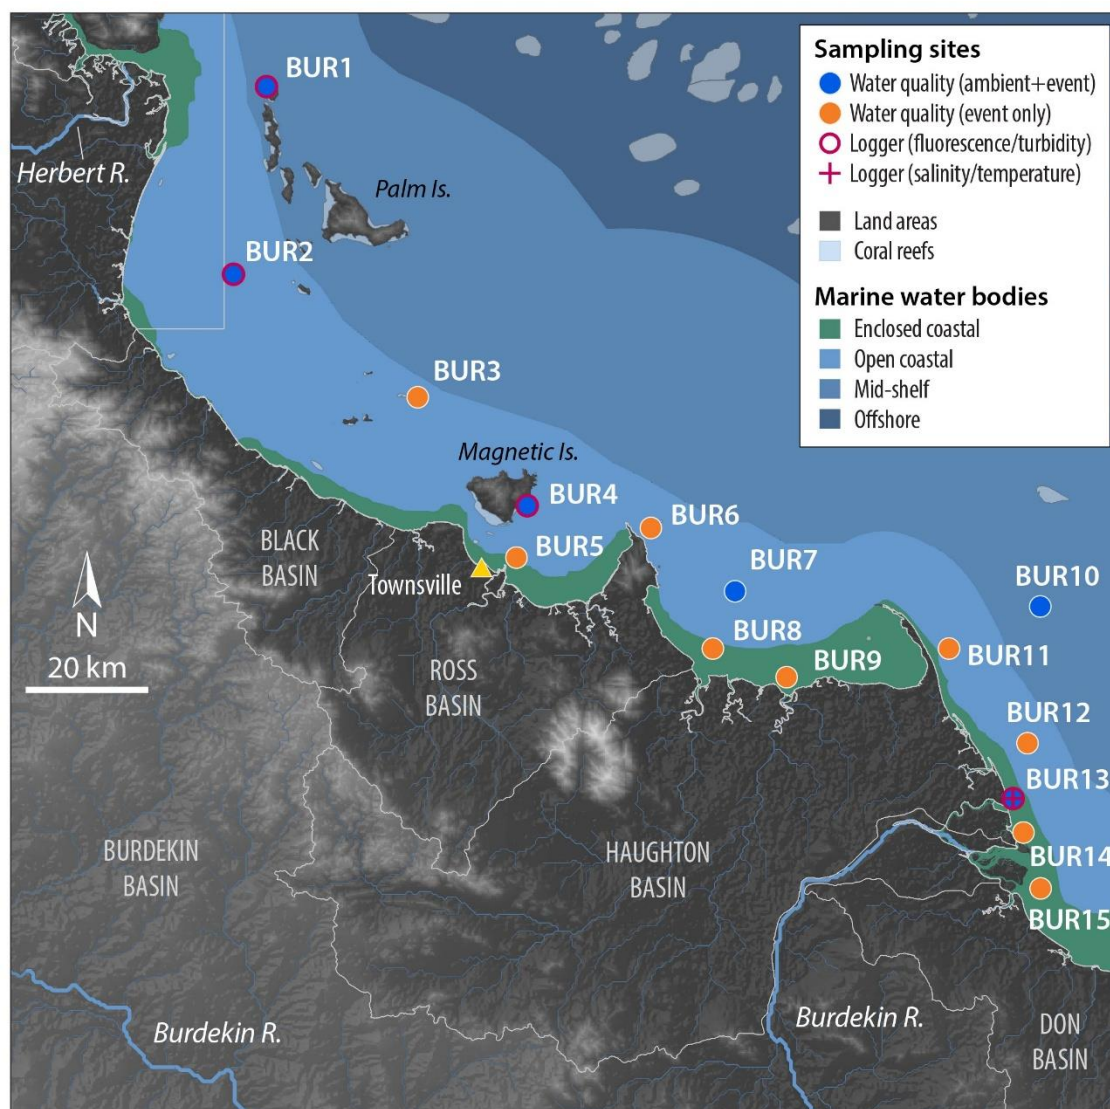 Sampling sites
Water quality (ambient+event)
Water quality (event only)
Logger (fluorescence/turbidity)
Logger (salinity/temperature)
Land areas
Coral reefs
Marine water bodies
Enclosed coastal
Open coastal
Mid-shelf
Offshore
BUR1
Herbert R.
Palm Is.
BUR2
BUR3
Magnetic Is.
BUR4
BUR6
BLACK
BASIN
BUR5
Townsville
BUR7
BUR10
N
20 km
BUR8
BUR9
BUR11
ROSS
BASIN
BUR12
BUR13
BURDEKIN
BASIN
HAUGHTON
BASIN
BUR14
BUR15
Burdekin R.
Burdekin R.
DON
BASIN